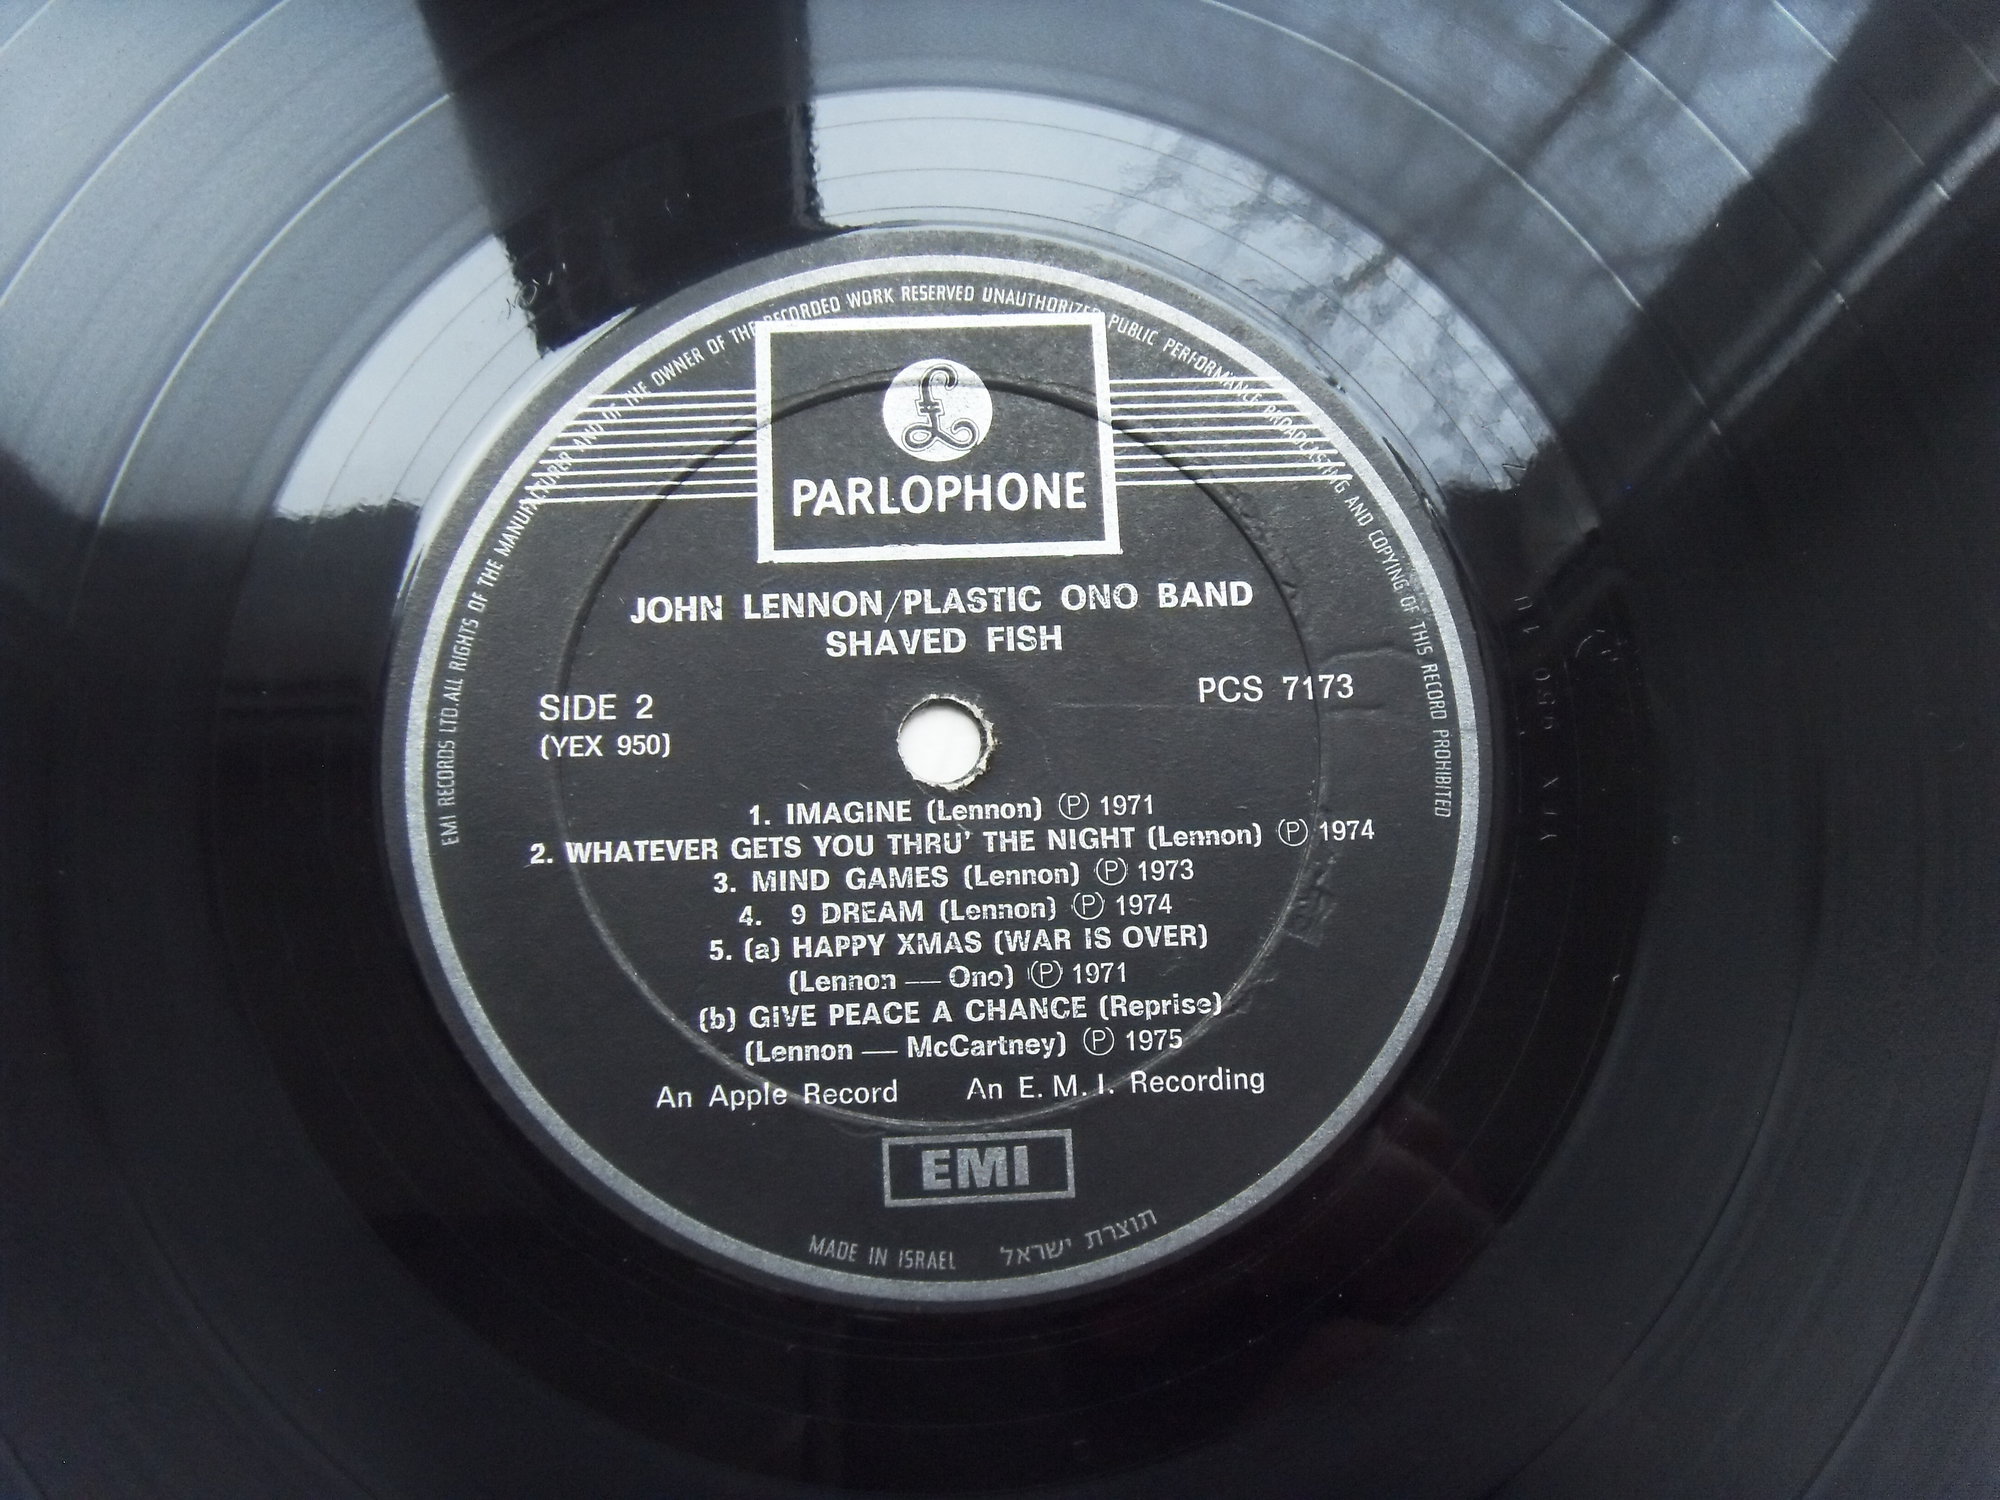 EMI RECORDS LTD. ALL RIGHTS OF THE MANUFACTURER AND OF THE OWNER OF THE RECORDED WORK RESERVED UNAUTHORIZED PUBLIC PERFORMANCE BROADCASTING AND COPYING OF THIS RECORD PROHIBITED
£
PARLOPHONE
JOHN LENNON/PLASTIC ONO BAND
SHAVED FISH
SIDE 2 PCS 7173
(YEX 950)
1. IMAGINE (Lennon) Ⓟ 1971
2. WHATEVER GETS YOU THRU' THE NIGHT (Lennon) Ⓟ 1974
3. MIND GAMES (Lennon) Ⓟ 1973
4. 9 DREAM (Lennon) Ⓟ 1974
5. (a) HAPPY XMAS (WAR IS OVER)
(Lennon — Ono) Ⓟ 1971
(b) GIVE PEACE A CHANCE (Reprise)
(Lennon — McCartney) Ⓟ 1975
An Apple Record An E. M. I. Recording
EMI
MADE IN ISRAEL תוצרת ישראל